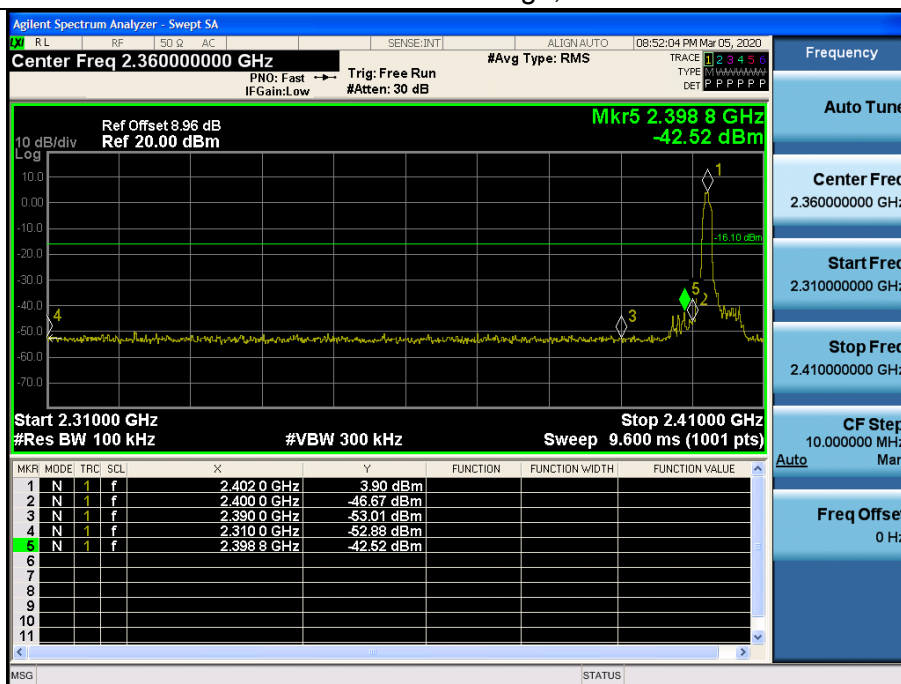 Agilent Spectrum Analyzer - Swept SA
LXI RL RF 50 Ω AC SENSE:INT ALIGN AUTO 08:52:04 PM Mar 05, 2020
Center Freq 2.360000000 GHz #Avg Type: RMS TRACE 1 2 3 4 5 6
PNO: Fast Trig: Free Run TYPE M WWWWW
IFGain:Low #Atten: 30 dB DET P P P P P P
Mkr5 2.398 8 GHz
-42.52 dBm
Ref Offset 8.96 dB
10 dB/div Ref 20.00 dBm
Log
10.0
0.00
-10.0
-20.0
-30.0
-40.0
-50.0
-60.0
-70.0
1
-16.10 dBm
5
2
4
3
Start 2.31000 GHz Stop 2.41000 GHz
#Res BW 100 kHz #VBW 300 kHz Sweep 9.600 ms (1001 pts)
MKR MODE TRC SCL X Y FUNCTION FUNCTION WIDTH FUNCTION VALUE
1 N 1 f 2.402 0 GHz 3.90 dBm
2 N 1 f 2.400 0 GHz -46.67 dBm
3 N 1 f 2.390 0 GHz -53.01 dBm
4 N 1 f 2.310 0 GHz -52.88 dBm
5 N 1 f 2.398 8 GHz -42.52 dBm
6
7
8
9
10
11
MSG STATUS
Frequency
Auto Tune
Center Freq
2.360000000 GHz
Start Freq
2.310000000 GHz
Stop Freq
2.410000000 GHz
CF Step
10.000000 MHz
Auto Man
Freq Offset
0 Hz